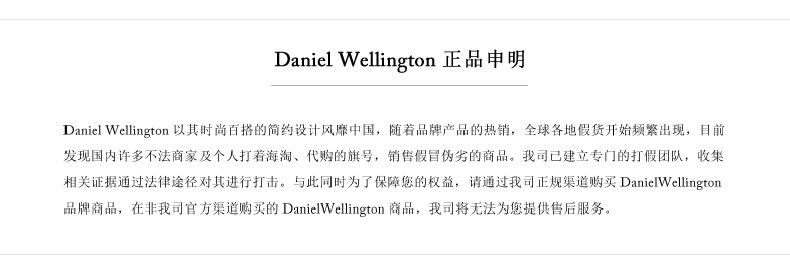 Daniel Wellington 正品申明
Daniel Wellington 以其时尚百搭的简约设计风靡中国，随着品牌产品的热销，全球各地假货开始频繁出现，目前
发现国内许多不法商家及个人打着海淘、代购的旗号，销售假冒伪劣的商品。我司已建立专门的打假团队，收集
相关证据通过法律途径对其进行打击。与此同时为了保障您的权益，请通过我司正规渠道购买 DanielWellington
品牌商品，在非我司官方渠道购买的 DanielWellington 商品，我司将无法为您提供售后服务。